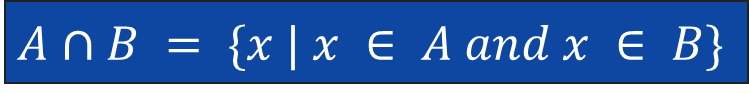 A ∩ B = {x | x ∈ A and x ∈ B}